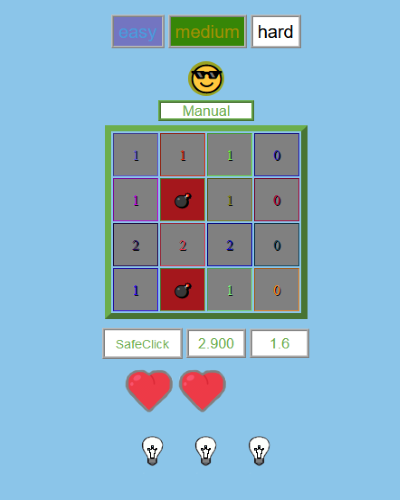 easy medium hard
Manual
1 1 1 0
1 1 0
2 2 2 0
1 1 0
SafeClick 2.900 1.6